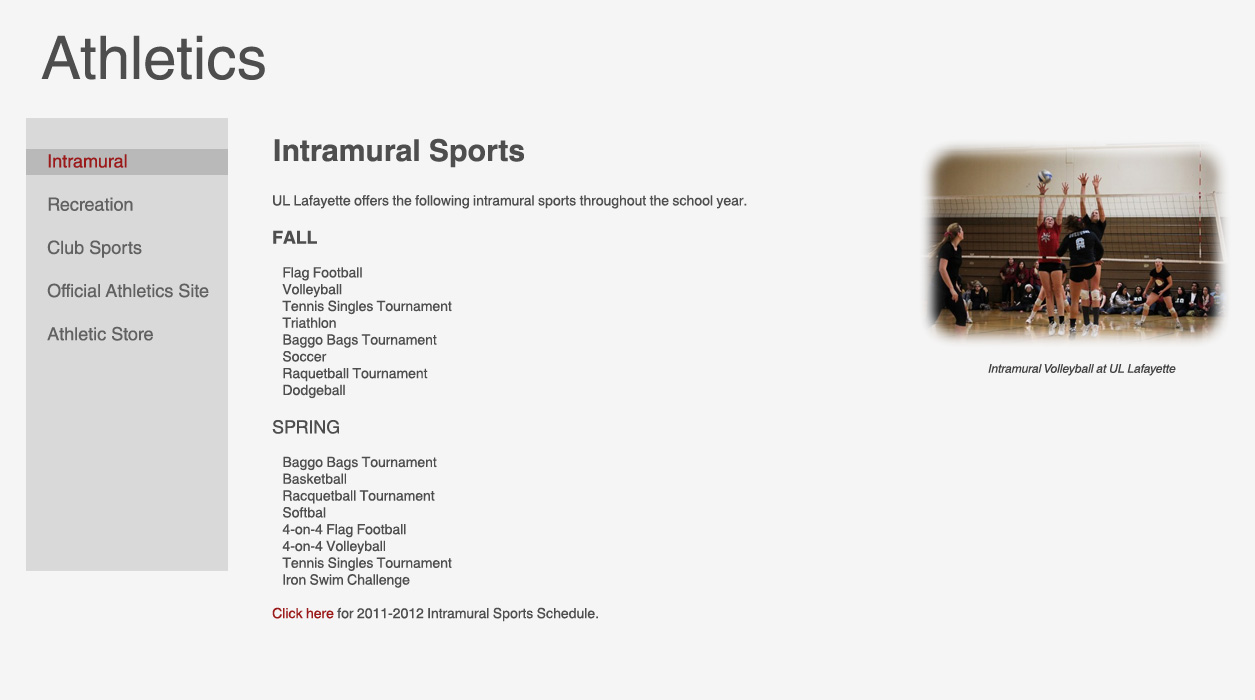 Athletics
Intramural
Recreation
Club Sports
Official Athletics Site
Athletic Store
Intramural Sports
UL Lafayette offers the following intramural sports throughout the school year.
FALL
Flag Football
Volleyball
Tennis Singles Tournament
Triathlon
Baggo Bags Tournament
Soccer
Raquetball Tournament
Dodgeball
SPRING
Baggo Bags Tournament
Basketball
Racquetball Tournament
Softbal
4-on-4 Flag Football
4-on-4 Volleyball
Tennis Singles Tournament
Iron Swim Challenge
Click here for 2011-2012 Intramural Sports Schedule.
Intramural Volleyball at UL Lafayette